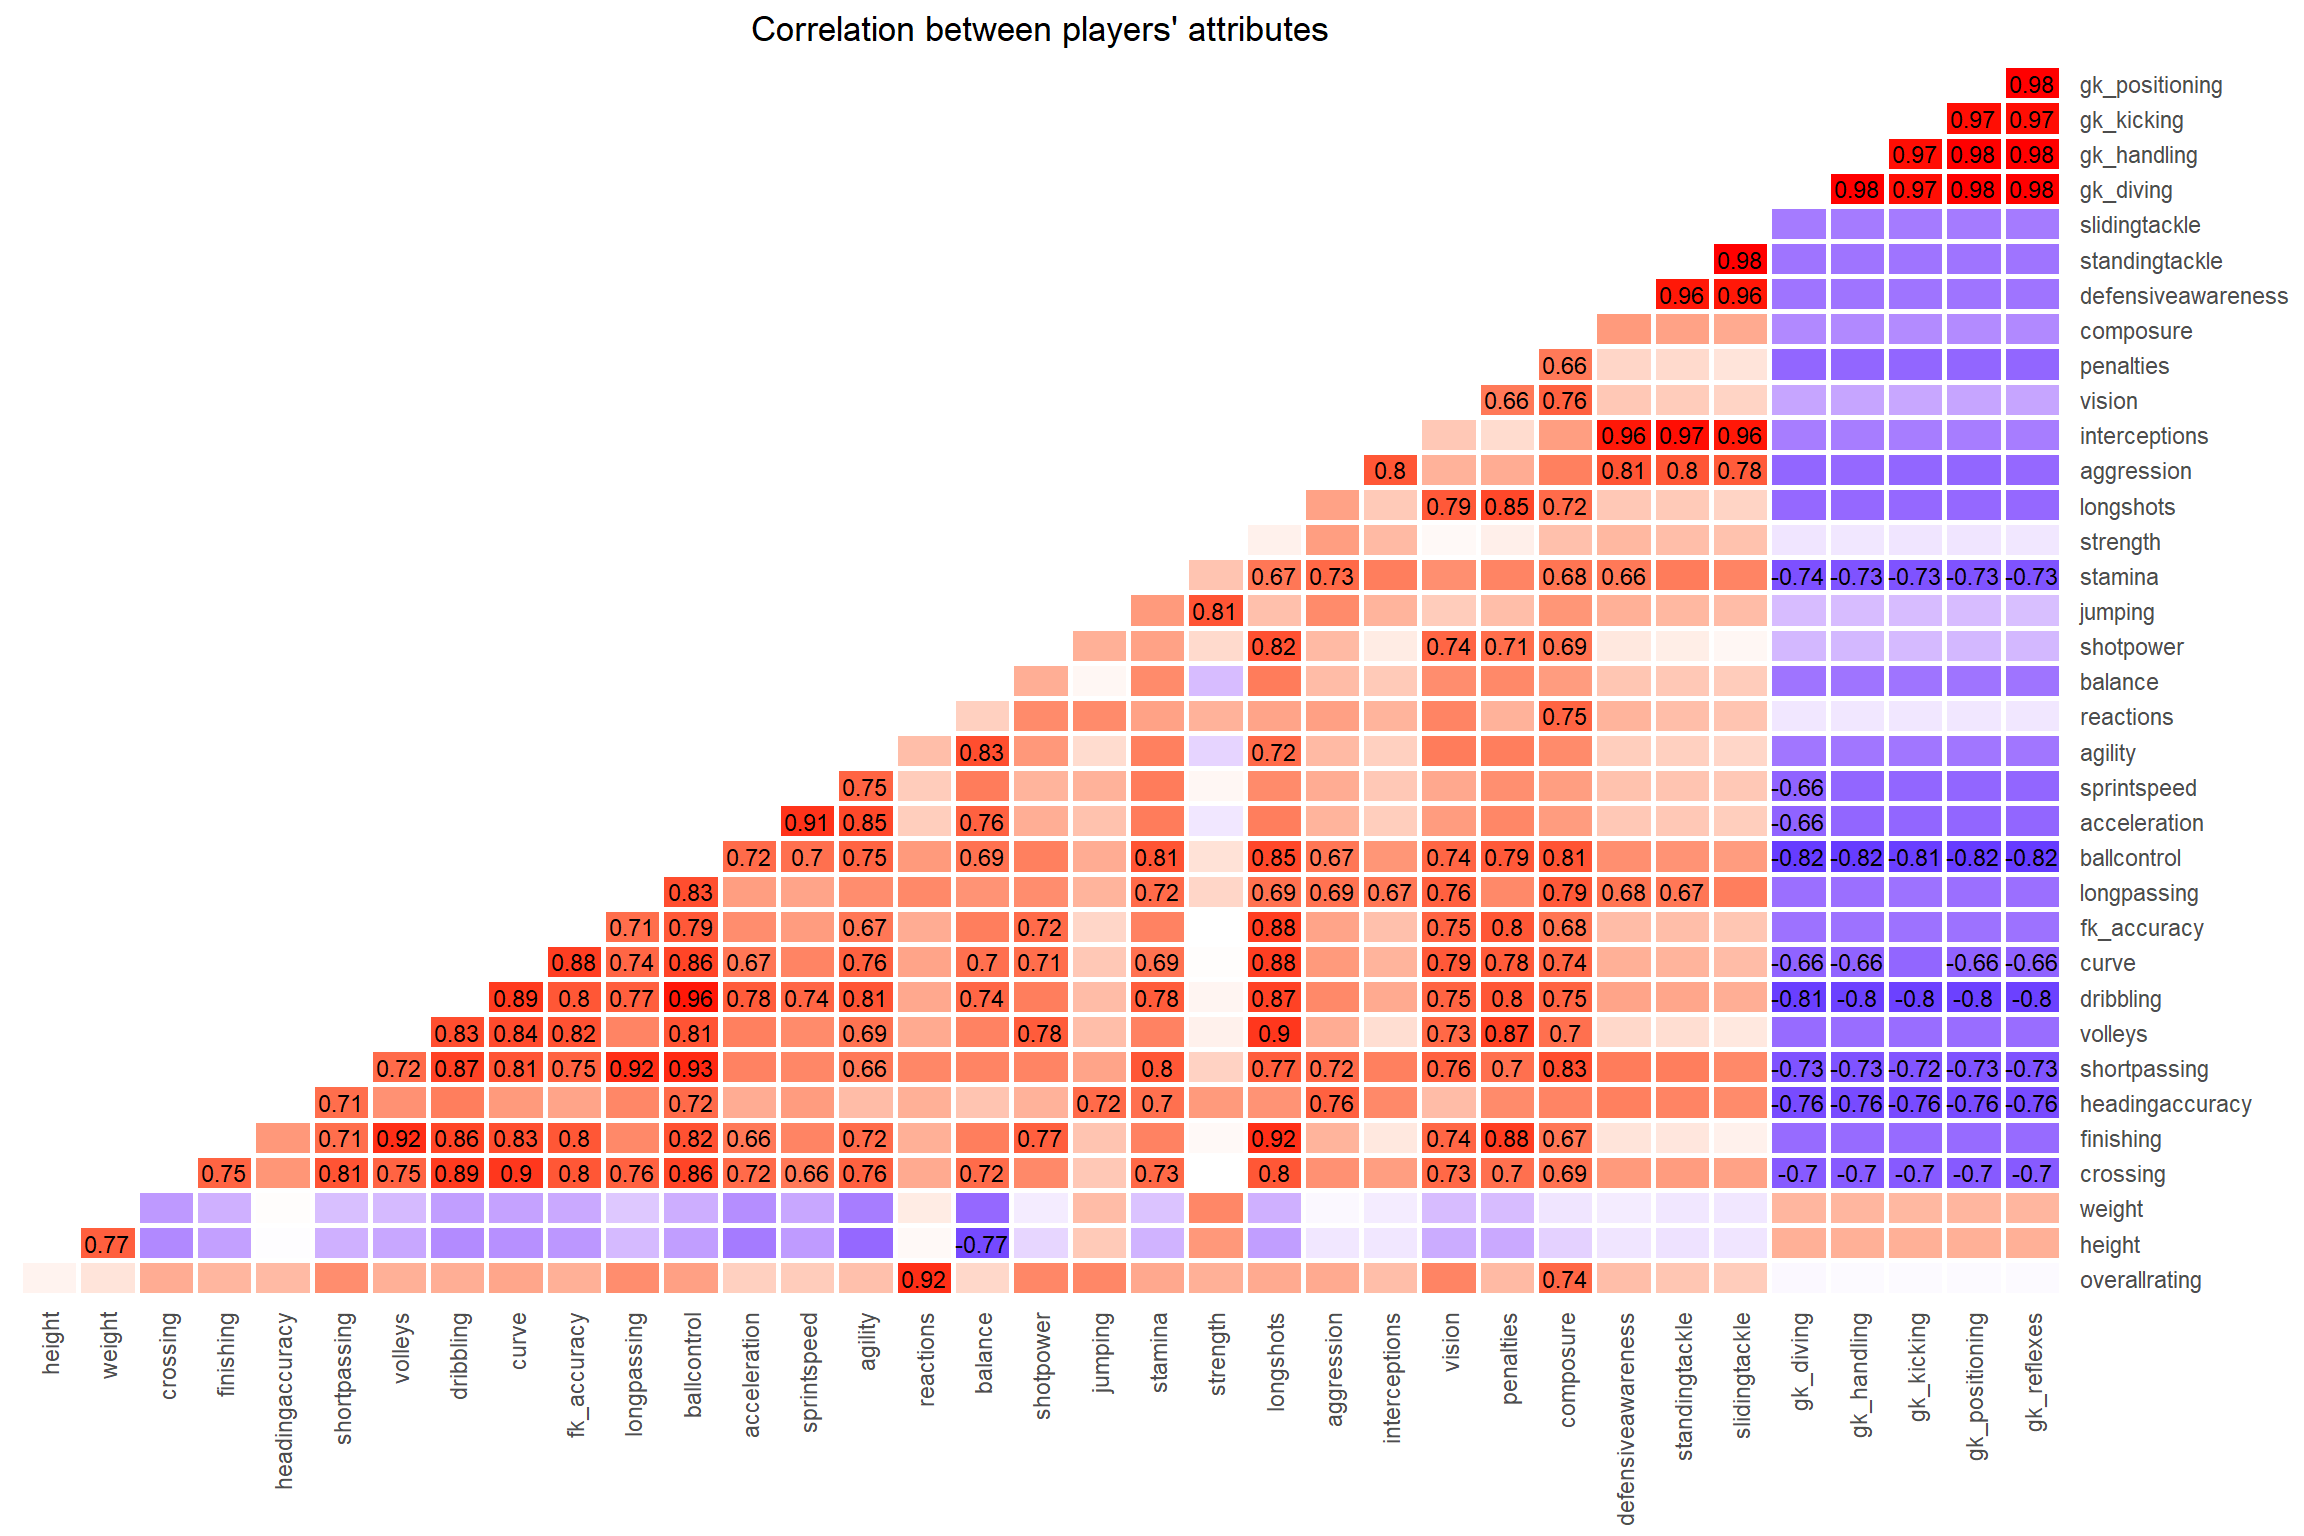 Correlation between players' attributes
0.98 gk_positioning
0.97 0.97 gk_kicking
0.97 0.98 0.98 gk_handling
0.98 0.97 0.98 0.98 gk_diving
slidingtackle
0.98 standingtackle
0.96 0.96 defensiveawareness
composure
0.66 penalties
0.66 0.76 vision
0.96 0.97 0.96 interceptions
0.8 0.81 0.8 0.78 aggression
0.79 0.85 0.72 longshots
strength
0.67 0.73 0.68 0.66 -0.74 -0.73 -0.73 -0.73 -0.73 stamina
0.81 jumping
0.82 0.74 0.71 0.69 shotpower
balance
0.75 reactions
0.83 0.72 agility
0.75 -0.66 sprintspeed
0.91 0.85 0.76 -0.66 acceleration
0.72 0.7 0.75 0.69 0.81 0.85 0.67 0.74 0.79 0.81 -0.82 -0.82 -0.81 -0.82 -0.82 ballcontrol
0.83 0.72 0.69 0.69 0.67 0.76 0.79 0.68 0.67 longpassing
0.71 0.79 0.67 0.72 0.88 0.75 0.8 0.68 fk_accuracy
0.88 0.74 0.86 0.67 0.76 0.7 0.71 0.69 0.88 0.79 0.78 0.74 -0.66 -0.66 -0.66 -0.66 curve
0.89 0.8 0.77 0.96 0.78 0.74 0.81 0.74 0.78 0.87 0.75 0.8 0.75 -0.81 -0.8 -0.8 -0.8 -0.8 dribbling
0.83 0.84 0.82 0.81 0.69 0.78 0.9 0.73 0.87 0.7 volleys
0.72 0.87 0.81 0.75 0.92 0.93 0.66 0.8 0.77 0.72 0.76 0.7 0.83 -0.73 -0.73 -0.72 -0.73 -0.73 shortpassing
0.71 0.72 0.72 0.7 0.76 -0.76 -0.76 -0.76 -0.76 -0.76 headingaccuracy
0.71 0.92 0.86 0.83 0.8 0.82 0.66 0.72 0.77 0.92 0.74 0.88 0.67 finishing
0.75 0.81 0.75 0.89 0.9 0.8 0.76 0.86 0.72 0.66 0.76 0.72 0.73 0.8 0.73 0.7 0.69 -0.7 -0.7 -0.7 -0.7 -0.7 crossing
weight
0.77 -0.77 height
0.92 0.74 overallrating
height
weight
crossing
finishing
headingaccuracy
shortpassing
volleys
dribbling
curve
fk_accuracy
longpassing
ballcontrol
acceleration
sprintspeed
agility
reactions
balance
shotpower
jumping
stamina
strength
longshots
aggression
interceptions
vision
penalties
composure
defensiveawareness
standingtackle
slidingtackle
gk_diving
gk_handling
gk_kicking
gk_positioning
gk_reflexes